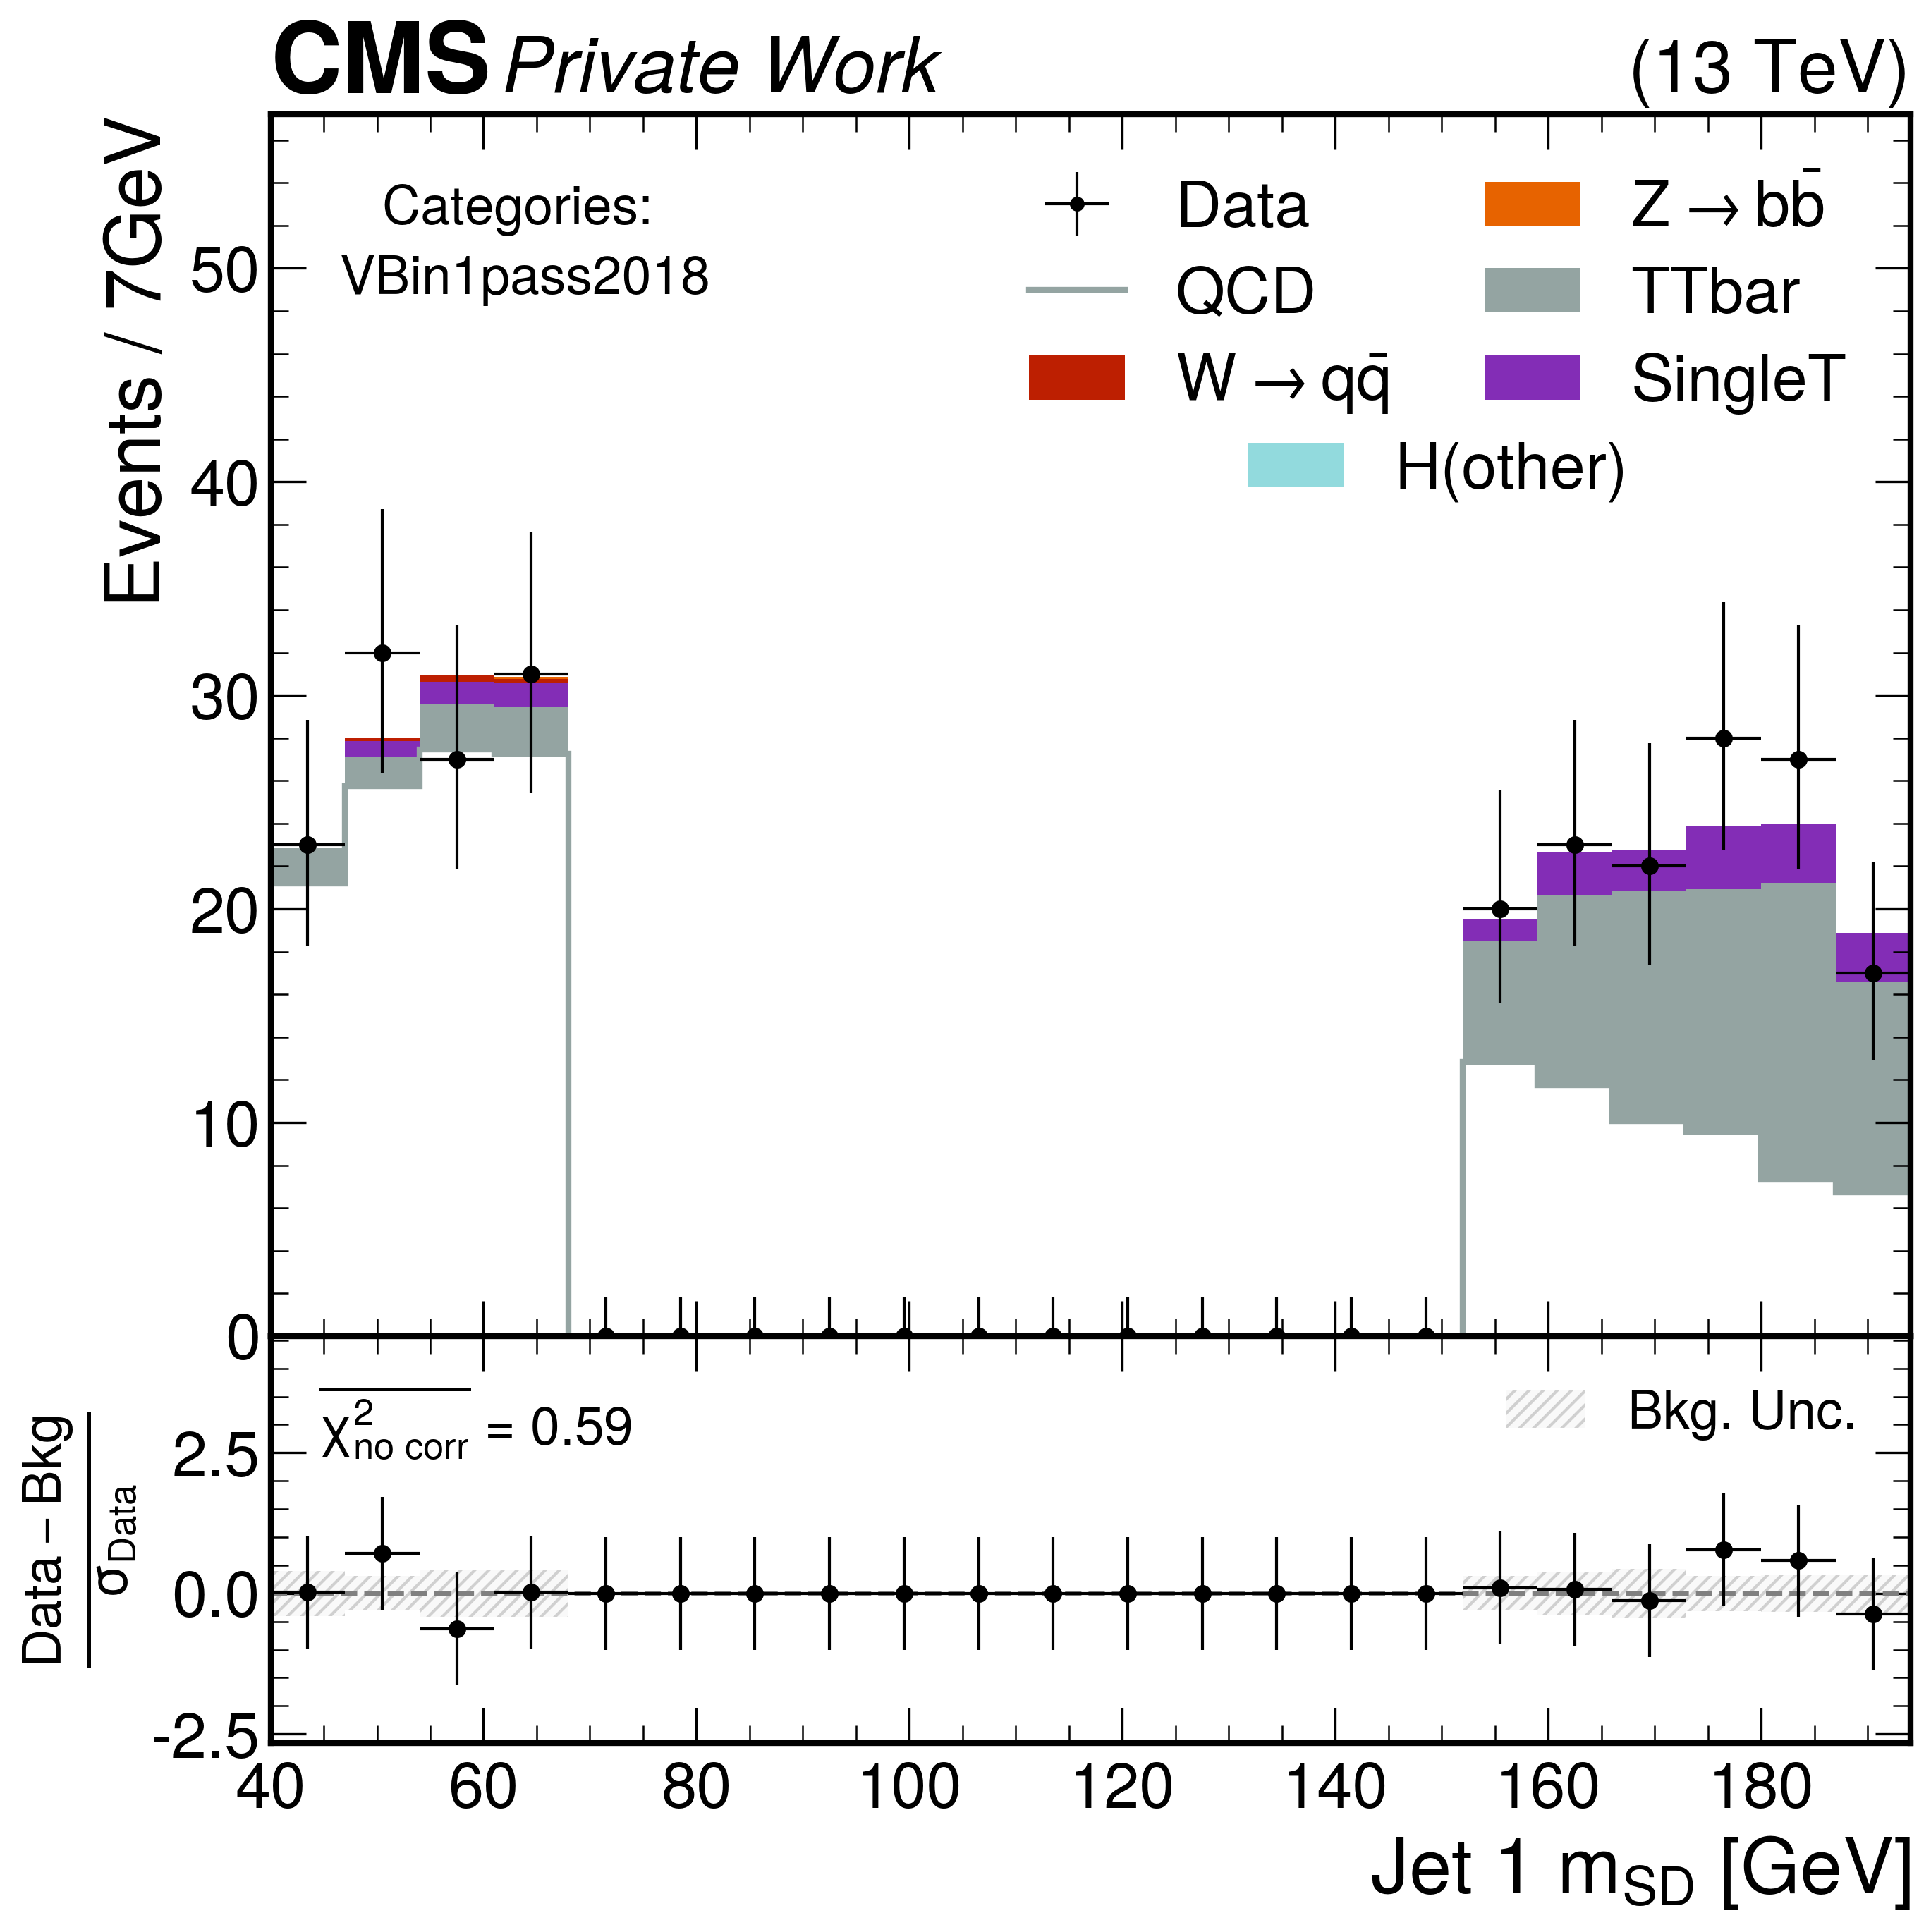 CMS Private Work (13 TeV)
Events / 7GeV
Categories:
VBin1pass2018
Data
Z → bb̄
QCD
TTbar
W → qq̄
SingleT
H(other)
50
40
30
20
10
0
Data – Bkg
σData
χ²no corr = 0.59
Bkg. Unc.
2.5
0.0
-2.5
40 60 80 100 120 140 160 180
Jet 1 mSD [GeV]